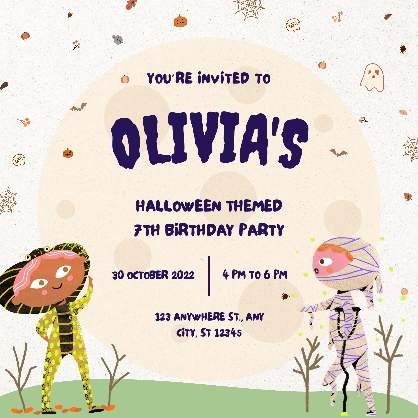 YOU'RE INVITED TO
OLIVIA'S
HALLOWEEN THEMED
7TH BIRTHDAY PARTY
30 OCTOBER 2022
4 PM TO 6 PM
123 ANYWHERE ST., ANY
CITY, ST 12345